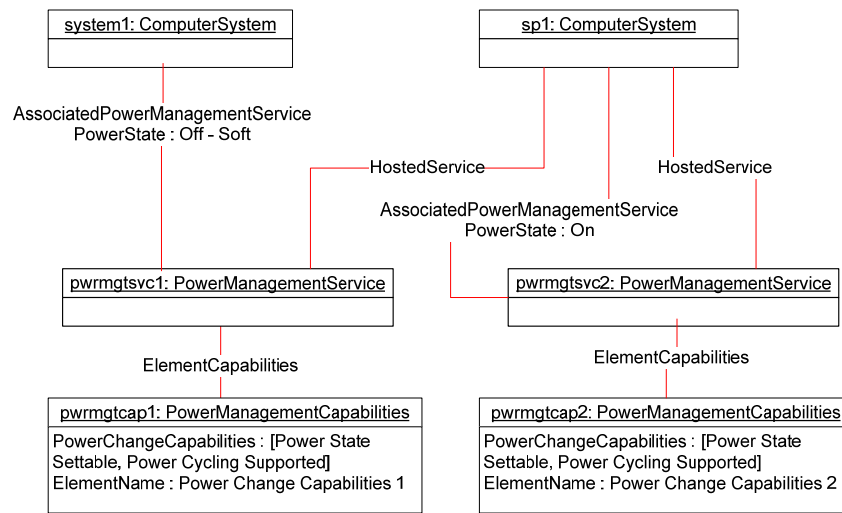 system1: ComputerSystem
sp1: ComputerSystem
AssociatedPowerManagementService
PowerState : Off - Soft
HostedService
HostedService
AssociatedPowerManagementService
PowerState : On
pwrmgtsvc1: PowerManagementService
pwrmgtsvc2: PowerManagementService
ElementCapabilities
ElementCapabilities
pwrmgtcap1: PowerManagementCapabilities
PowerChangeCapabilities : [Power State
Settable, Power Cycling Supported]
ElementName : Power Change Capabilities 1
pwrmgtcap2: PowerManagementCapabilities
PowerChangeCapabilities : [Power State
Settable, Power Cycling Supported]
ElementName : Power Change Capabilities 2